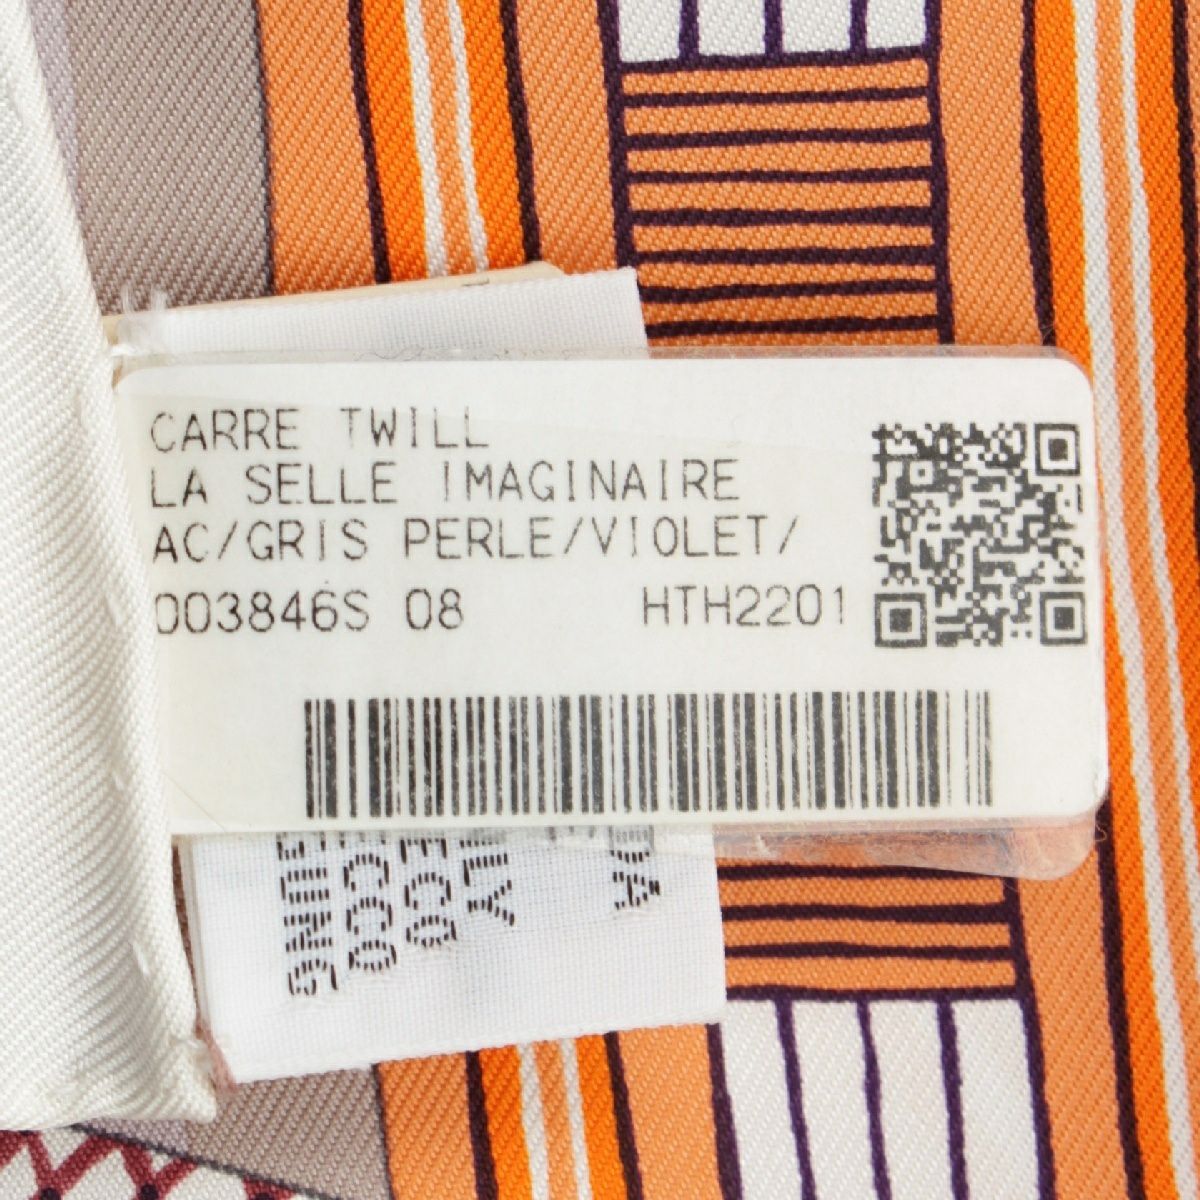 CARRE TWILL
LA SELLE IMAGINAIRE
AC/GRIS PERLE/VIOLET/
003846S 08 HTH2201